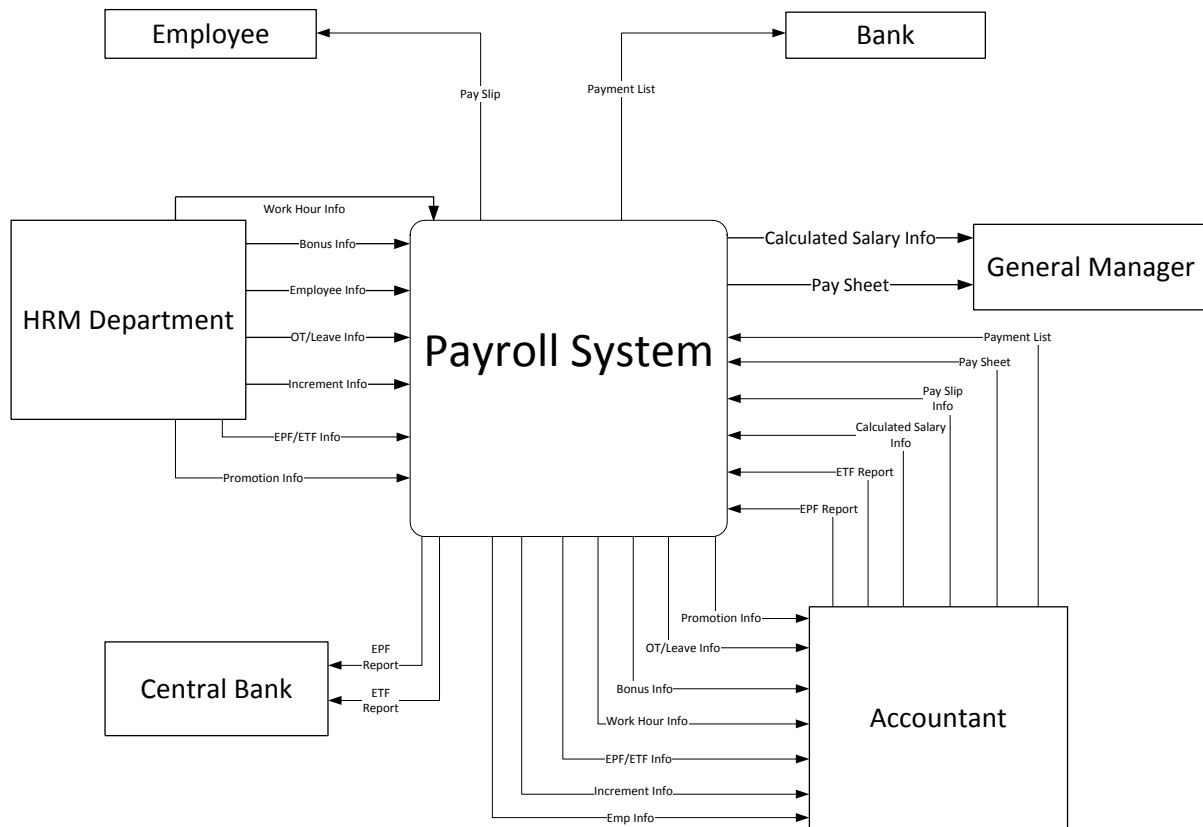 Employee
Bank
Pay Slip
Payment List
Work Hour Info
Bonus Info
Employee Info
OT/Leave Info
Increment Info
EPF/ETF Info
Promotion Info
HRM Department
Payroll System
Calculated Salary Info
Pay Sheet
General Manager
Payment List
Pay Sheet
Pay Slip
Info
Calculated Salary
Info
ETF Report
EPF Report
EPF
Report
ETF
Report
Central Bank
Promotion Info
OT/Leave Info
Bonus Info
Work Hour Info
EPF/ETF Info
Increment Info
Emp Info
Accountant